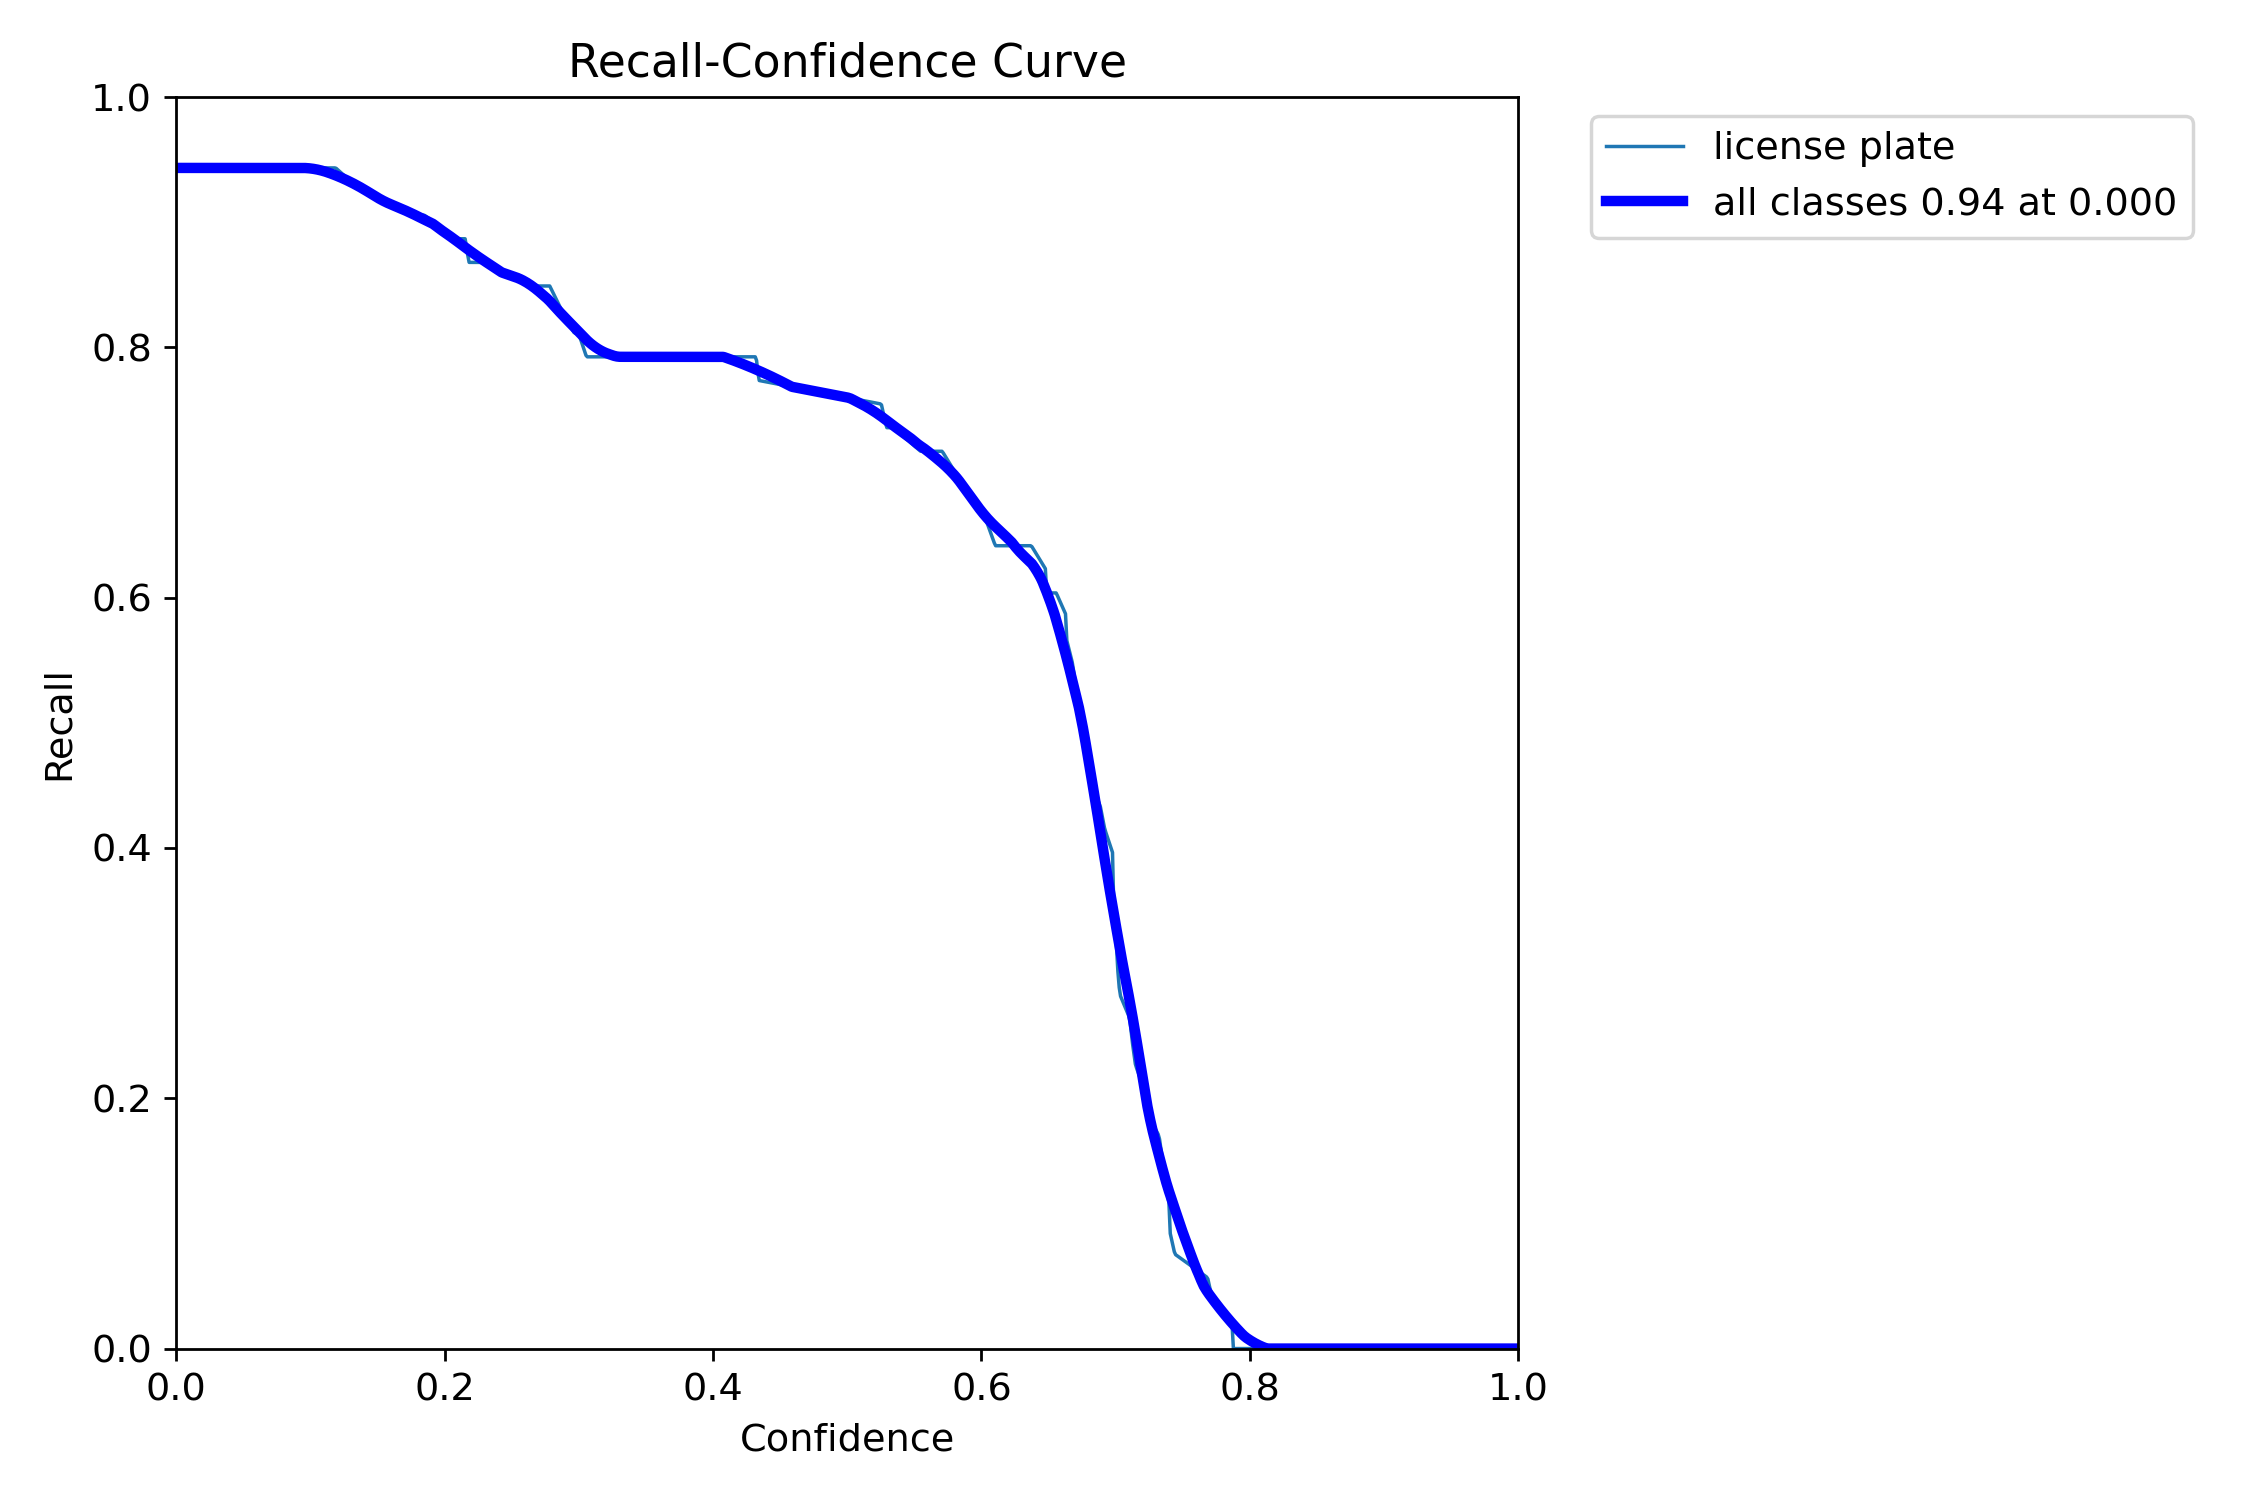 Recall-Confidence Curve
license plate
all classes 0.94 at 0.000
1.0
0.8
0.6
0.4
0.2
0.0
Recall
0.0 0.2 0.4 0.6 0.8 1.0
Confidence